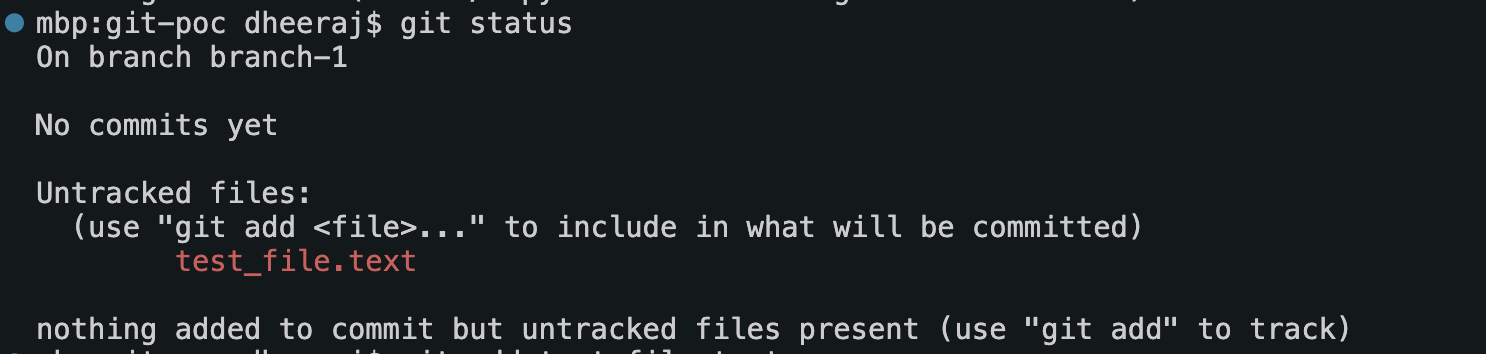 mbp:git-poc dheeraj$ git status
On branch branch-1
No commits yet
Untracked files:
(use "git add <file>..." to include in what will be committed)
test_file.text
nothing added to commit but untracked files present (use "git add" to track)